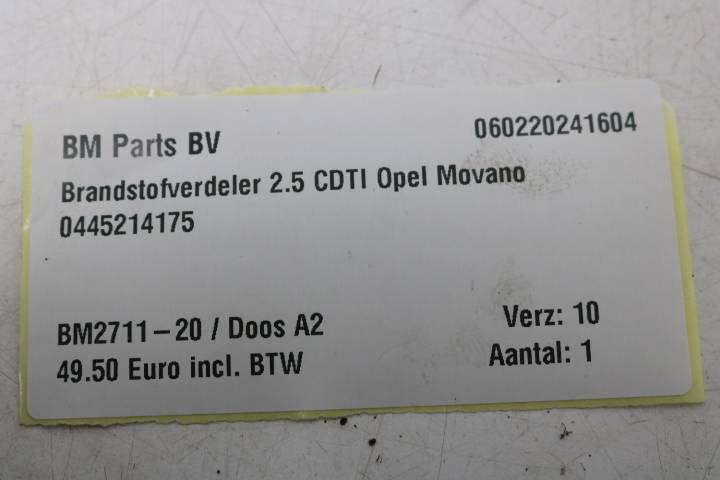 BM Parts BV
060220241604
Brandstofverdeler 2.5 CDTI Opel Movano
0445214175
BM2711-20 / Doos A2
Verz: 10
49.50 Euro incl. BTW
Aantal: 1